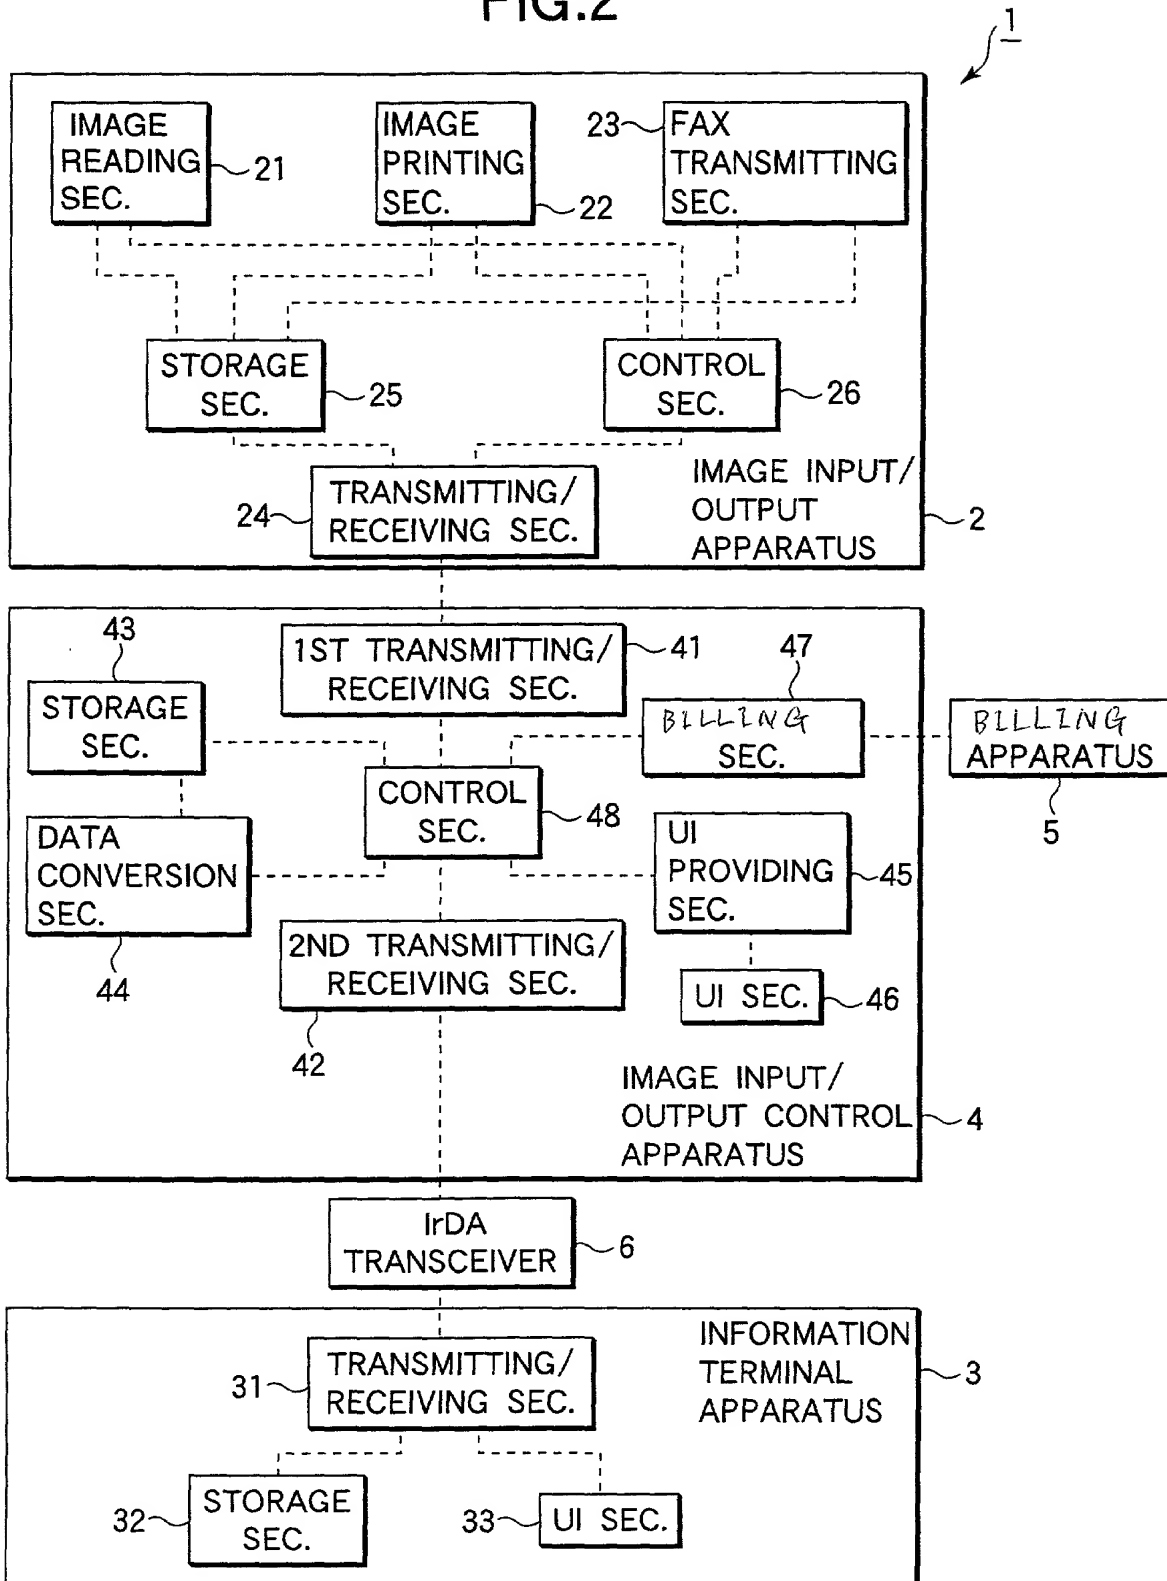 FIG.2
1
IMAGE
READING
SEC.
21
IMAGE
PRINTING
SEC.
22
23
FAX
TRANSMITTING
SEC.
STORAGE
SEC.
25
CONTROL
SEC.
26
24
TRANSMITTING/
RECEIVING SEC.
IMAGE INPUT/
OUTPUT
APPARATUS
2
43
STORAGE
SEC.
1ST TRANSMITTING/
RECEIVING SEC.
41
47
BILLING
SEC.
BILLING
APPARATUS
5
CONTROL
SEC.
48
DATA
CONVERSION
SEC.
44
UI
PROVIDING
SEC.
45
2ND TRANSMITTING/
RECEIVING SEC.
42
UI SEC.
46
IMAGE INPUT/
OUTPUT CONTROL
APPARATUS
4
IrDA
TRANSCEIVER
6
INFORMATION
TERMINAL
APPARATUS
3
31
TRANSMITTING/
RECEIVING SEC.
32
STORAGE
SEC.
33
UI SEC.